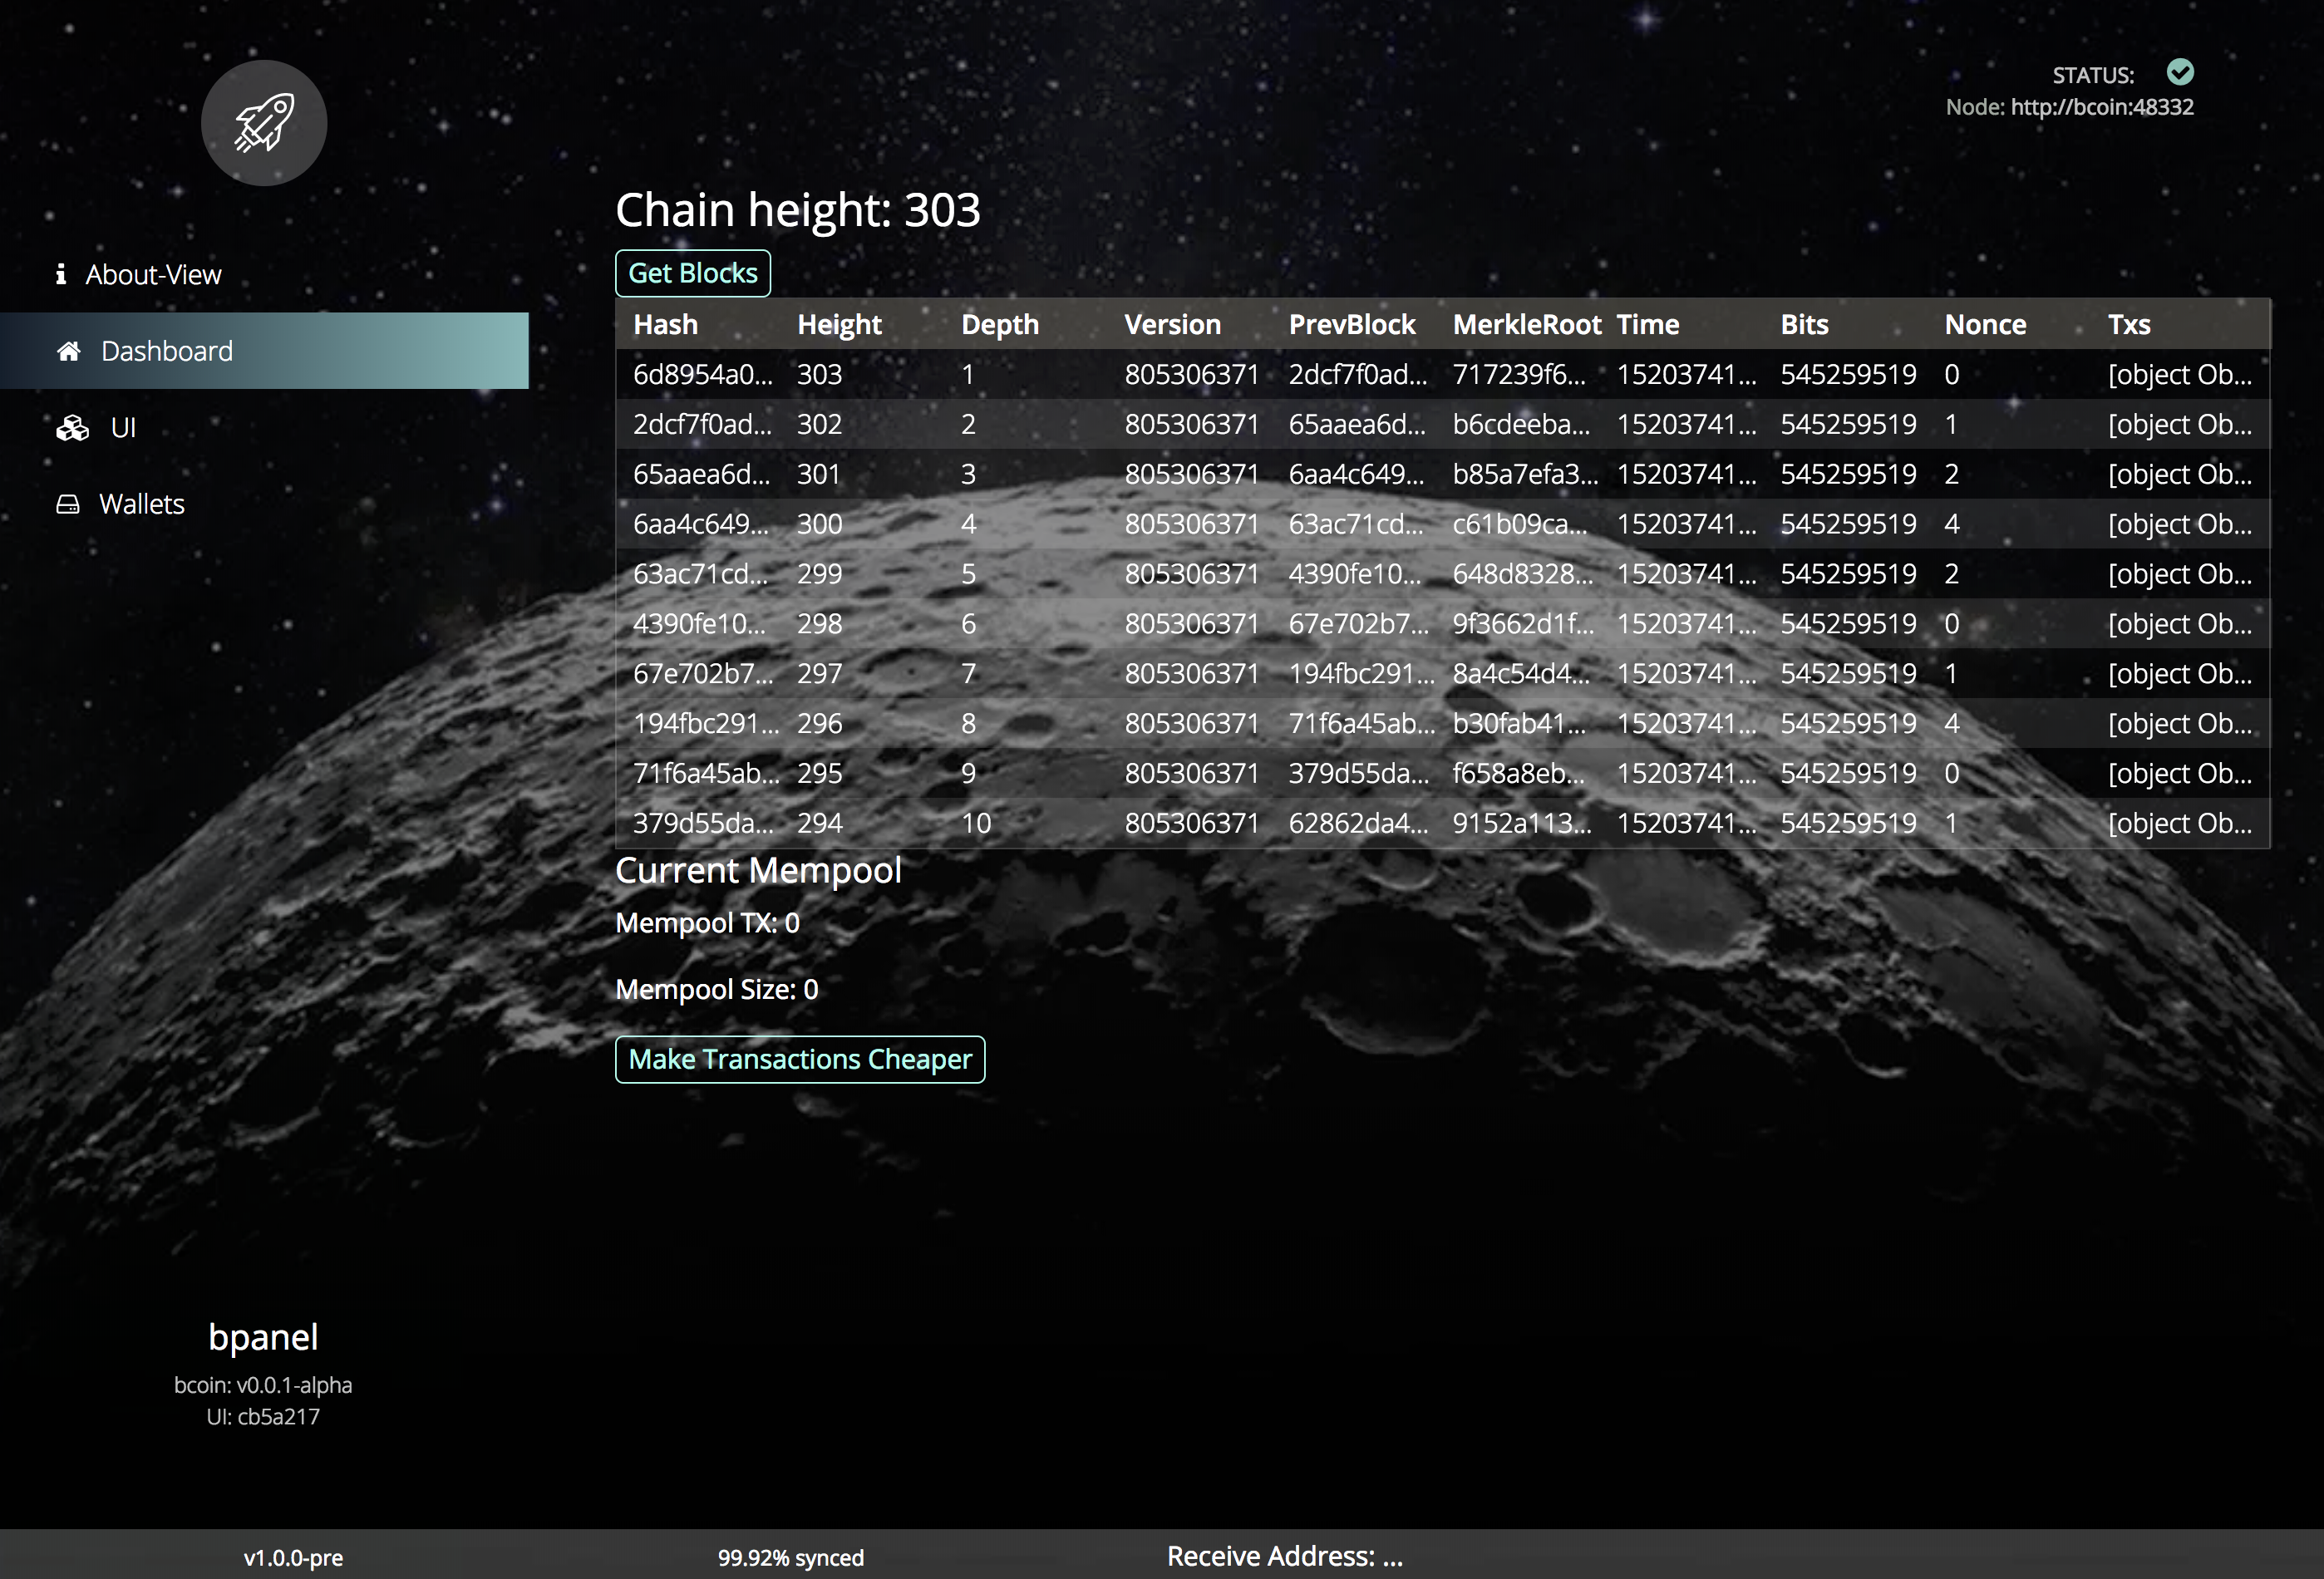 STATUS:
Node: http://bcoin:48332
About-View
Dashboard
UI
Wallets
Chain height: 303
Get Blocks
Hash Height Depth Version PrevBlock MerkleRoot Time Bits Nonce Txs
6d8954a0... 303 1 805306371 2dcf7f0ad... 717239f6... 15203741... 545259519 0 [object Ob...
2dcf7f0ad... 302 2 805306371 65aaea6d... b6cdeeba... 15203741... 545259519 1 [object Ob...
65aaea6d... 301 3 805306371 6aa4c649... b85a7efa3... 15203741... 545259519 2 [object Ob...
6aa4c649... 300 4 805306371 63ac71cd... c61b09ca... 15203741... 545259519 4 [object Ob...
63ac71cd... 299 5 805306371 4390fe10... 648d8328... 15203741... 545259519 2 [object Ob...
4390fe10... 298 6 805306371 67e702b7... 9f3662d1f... 15203741... 545259519 0 [object Ob...
67e702b7... 297 7 805306371 194fbc291... 8a4c54d4... 15203741... 545259519 1 [object Ob...
194fbc291... 296 8 805306371 71f6a45ab... b30fab41... 15203741... 545259519 4 [object Ob...
71f6a45ab... 295 9 805306371 379d55da... f658a8eb... 15203741... 545259519 0 [object Ob...
379d55da... 294 10 805306371 62862da4... 9152a113... 15203741... 545259519 1 [object Ob...
Current Mempool
Mempool TX: 0
Mempool Size: 0
Make Transactions Cheaper
bpanel
bcoin: v0.0.1-alpha
UI: cb5a217
v1.0.0-pre 99.92% synced Receive Address: ...